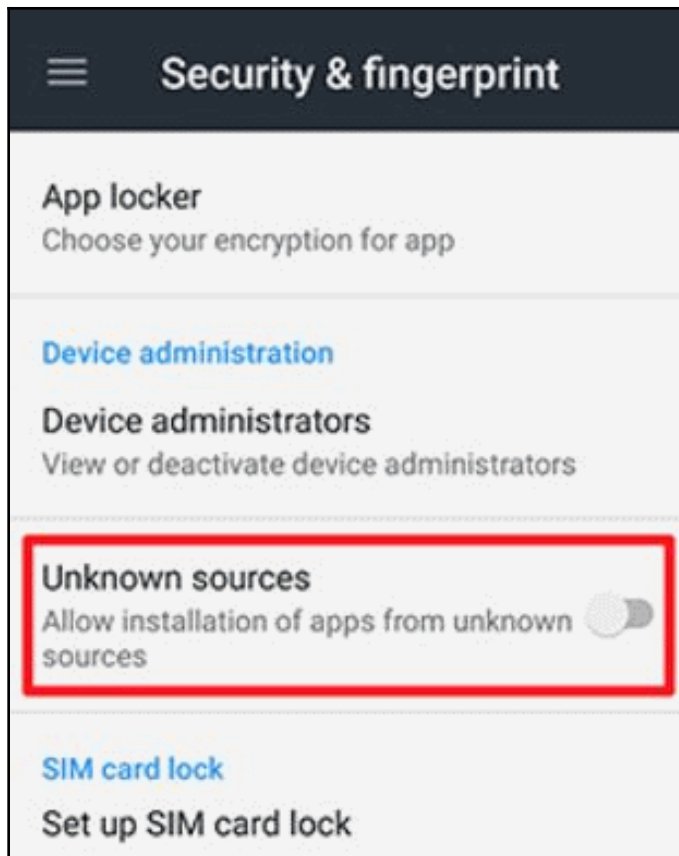 Security & fingerprint
App locker
Choose your encryption for app
Device administration
Device administrators
View or deactivate device administrators
Unknown sources
Allow installation of apps from unknown
sources
SIM card lock
Set up SIM card lock